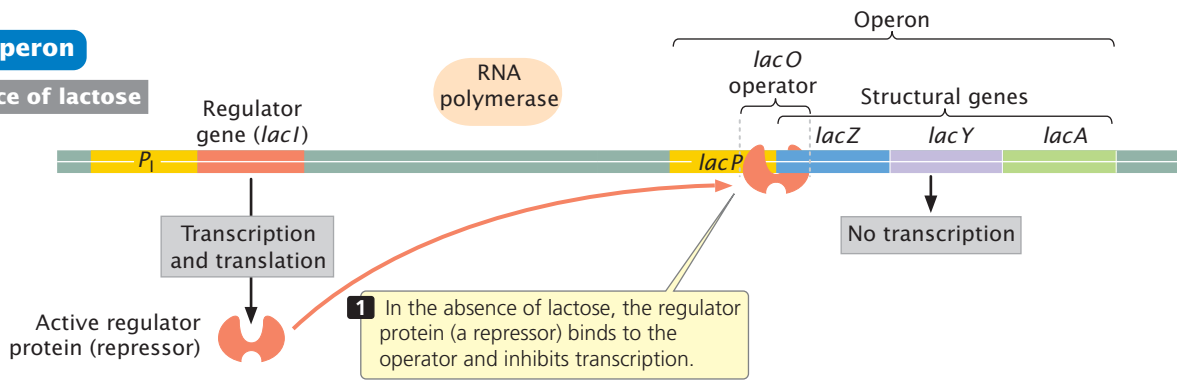 peron
ce of lactose
Operon
lacO
operator
RNA
polymerase
Structural genes
Regulator
gene (lacI)
lacZ
lacY
lacA
PI
lacP
Transcription
and translation
No transcription
1 In the absence of lactose, the regulator
protein (a repressor) binds to the
operator and inhibits transcription.
Active regulator
protein (repressor)